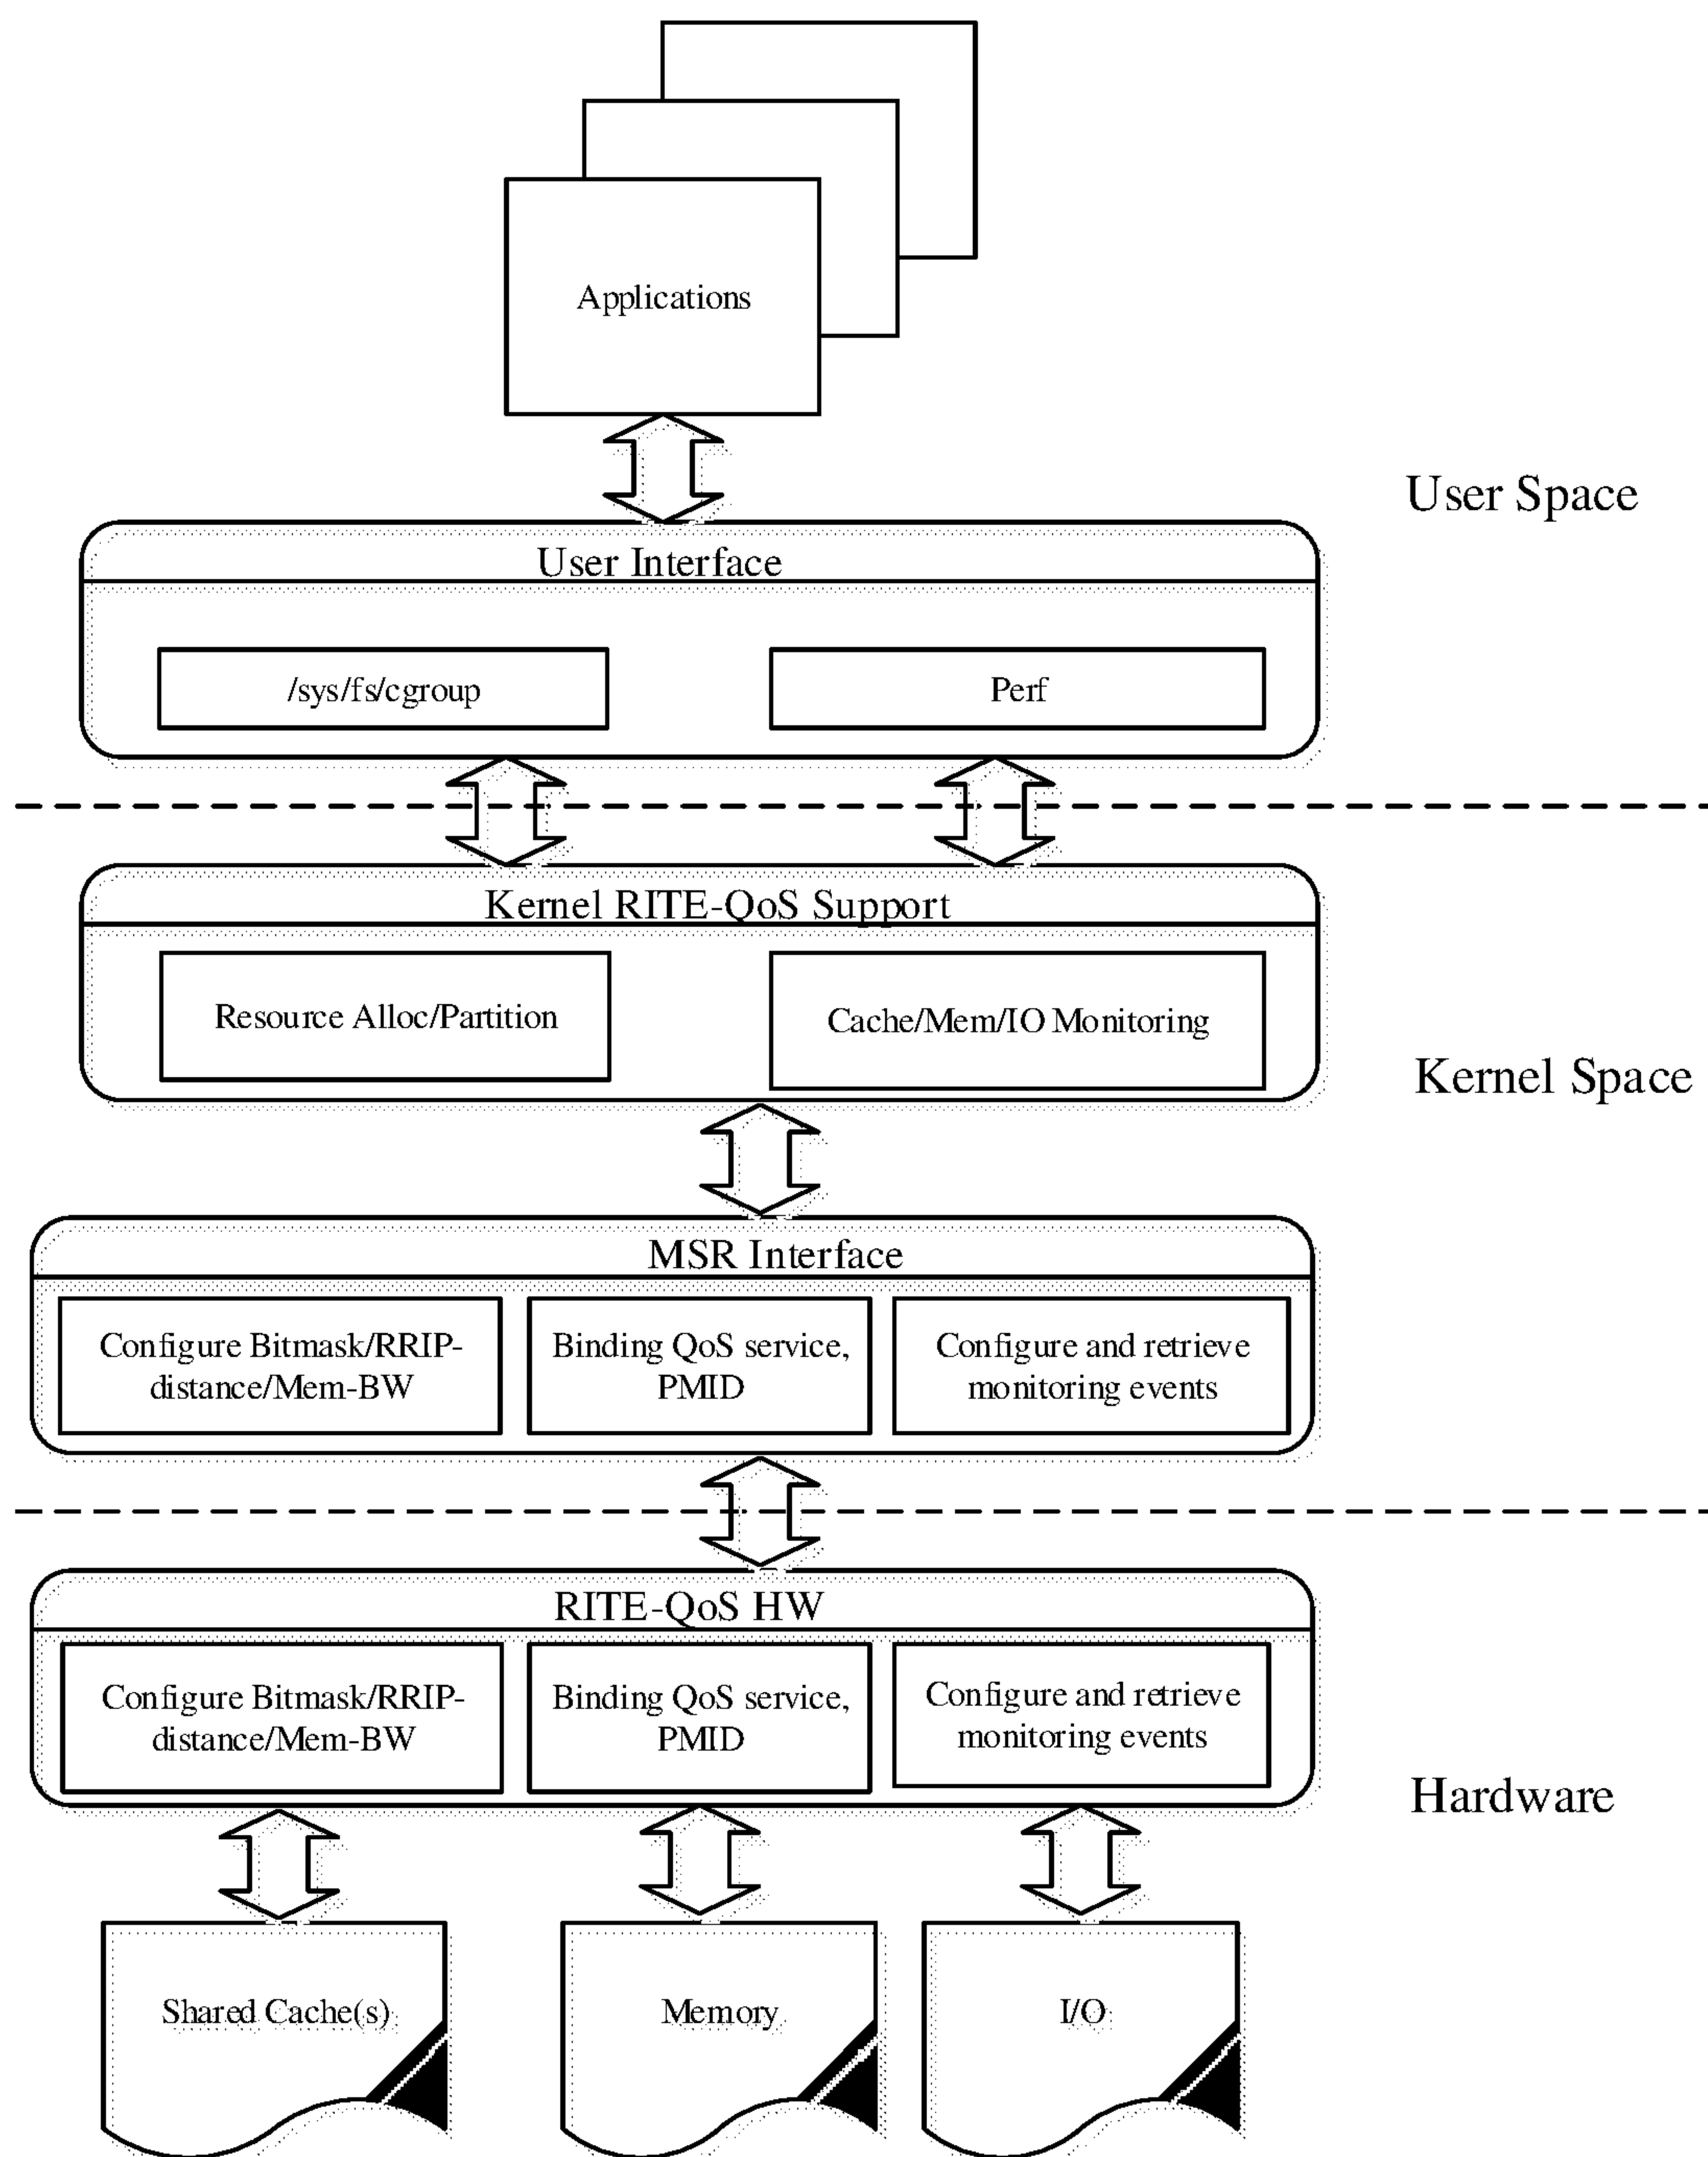 Applications
User Space
User Interface
/sys/fs/cgroup
Perf
Kernel RITE-QoS Support
Resource Alloc/Partition
Cache/Mem/IO Monitoring
Kernel Space
MSR Interface
Configure Bitmask/RRIP-
distance/Mem-BW
Binding QoS service,
PMID
Configure and retrieve
monitoring events
RITE-QoS HW
Configure Bitmask/RRIP-
distance/Mem-BW
Binding QoS service,
PMID
Configure and retrieve
monitoring events
Hardware
Shared Cache(s)
Memory
I/O